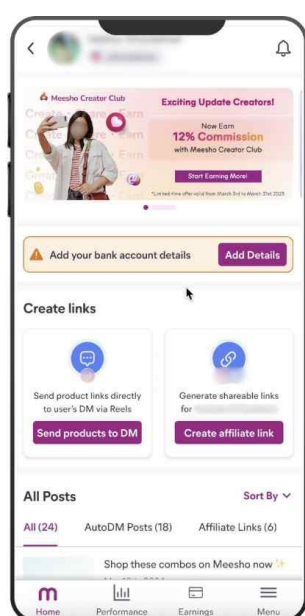 Meesho Creator Club
Exciting Update Creators!
Now Earn
12% Commission
with Meesho Creator Club
Start Earning More!
*Limited time offer valid from March 3rd to March 31st 2025
Add your bank account details
Add Details
Create links
Send product links directly
to user's DM via Reels
Send products to DM
Generate shareable links
for
Create affiliate link
All Posts
Sort By
All (24)
AutoDM Posts (18)
Affiliate Links (6)
Shop these combos on Meesho now
Home
Performance
Earnings
Menu